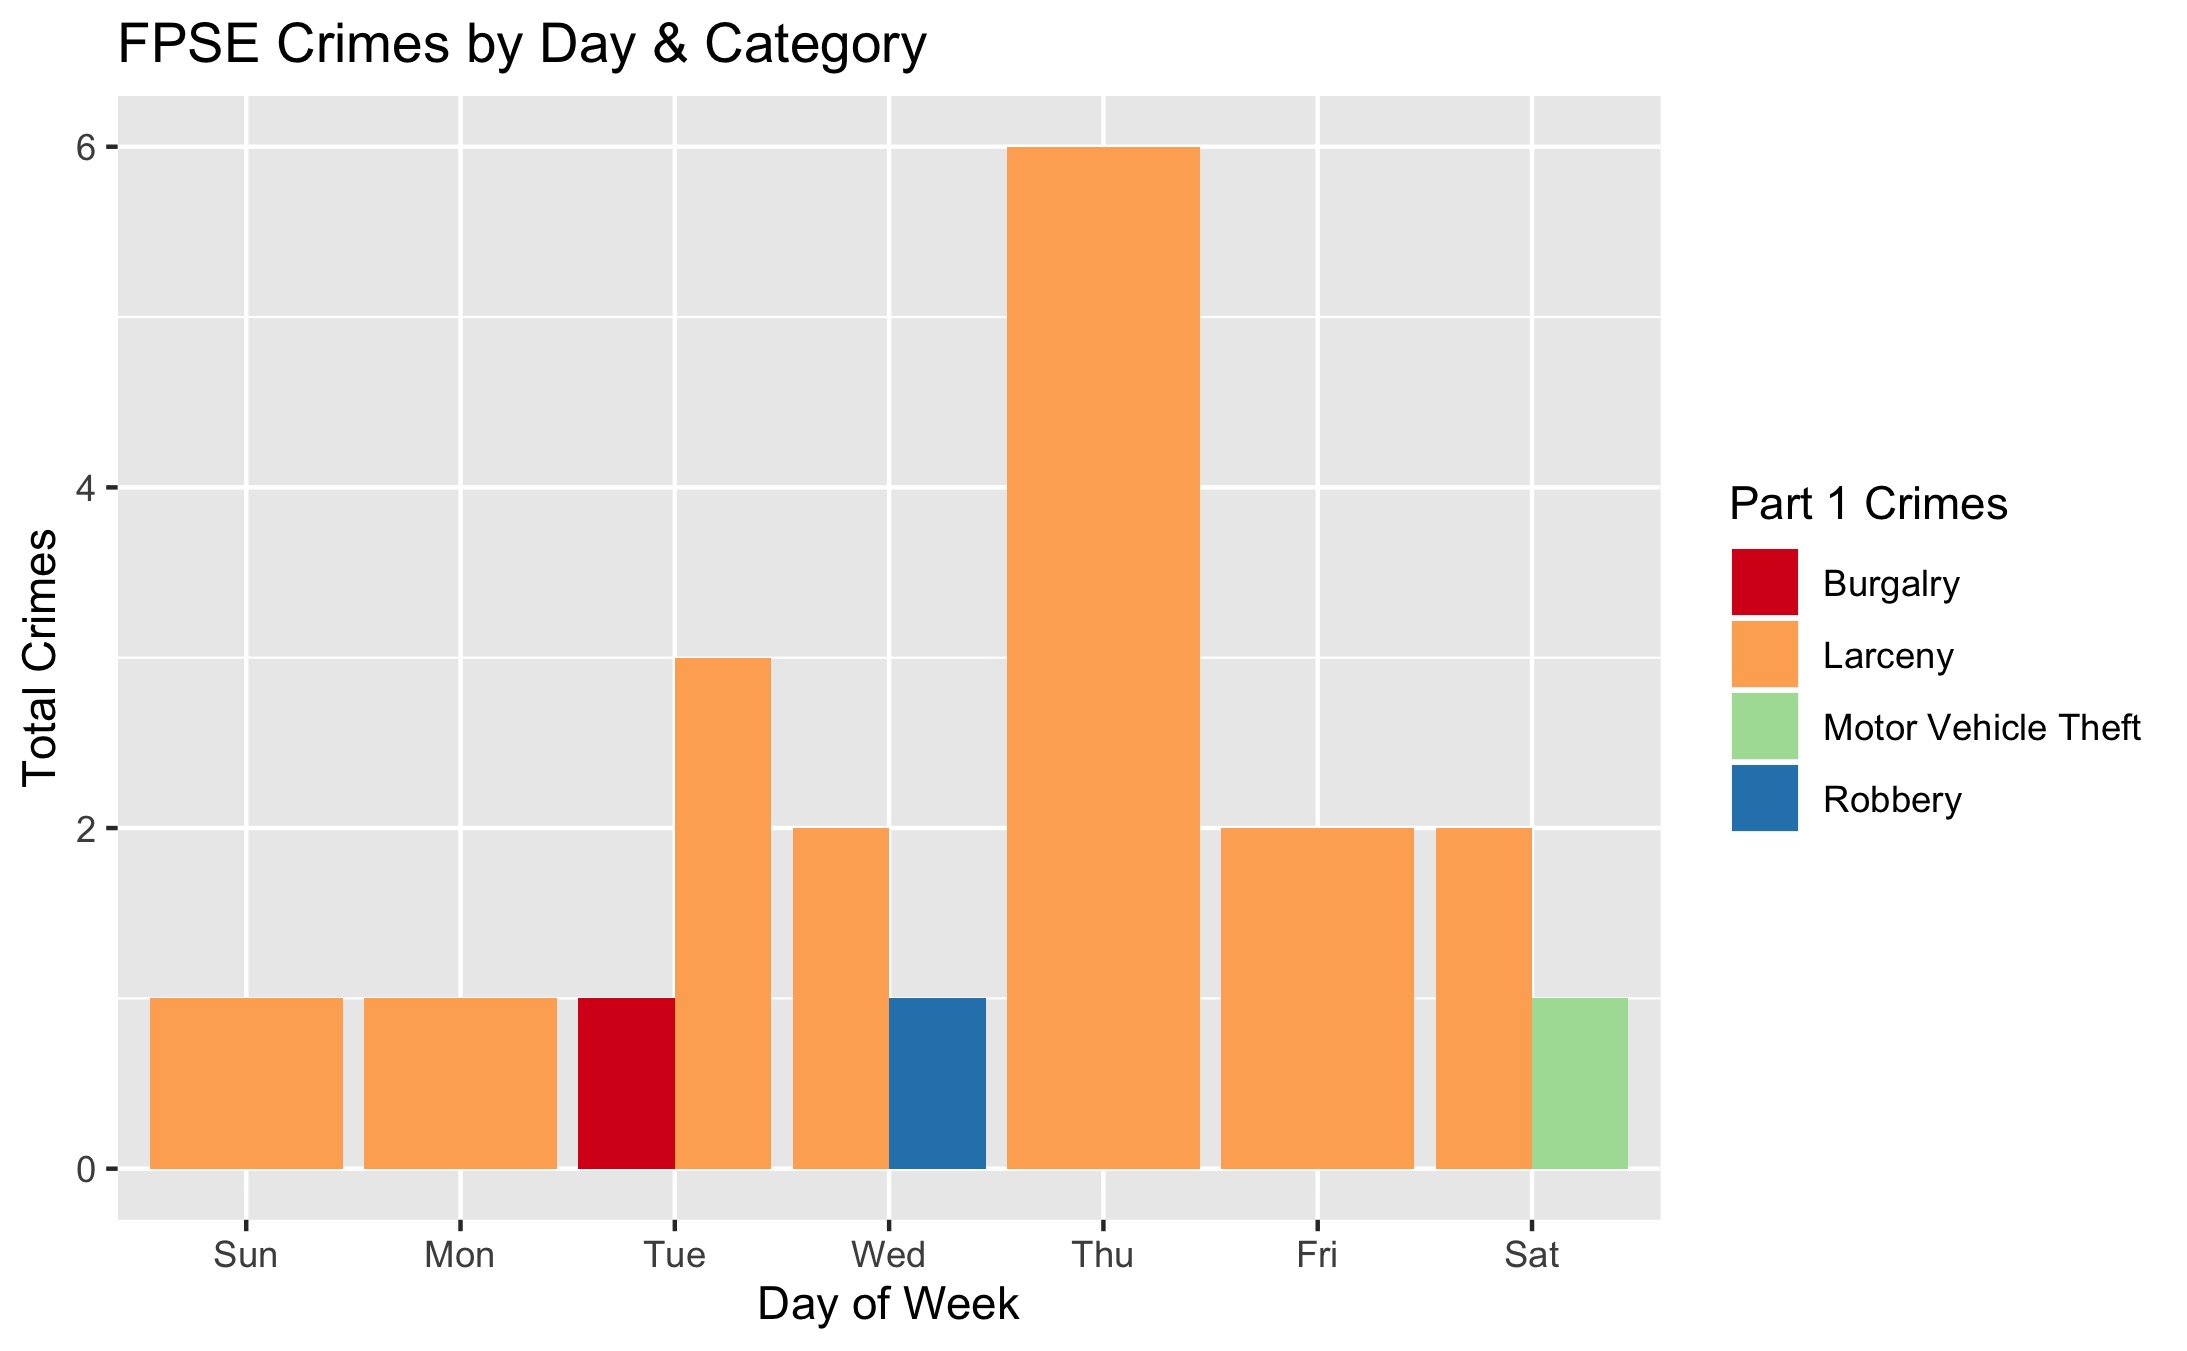 FPSE Crimes by Day & Category
Total Crimes
6
4
2
0
Sun Mon Tue Wed Thu Fri Sat
Day of Week
Part 1 Crimes
Burgalry
Larceny
Motor Vehicle Theft
Robbery